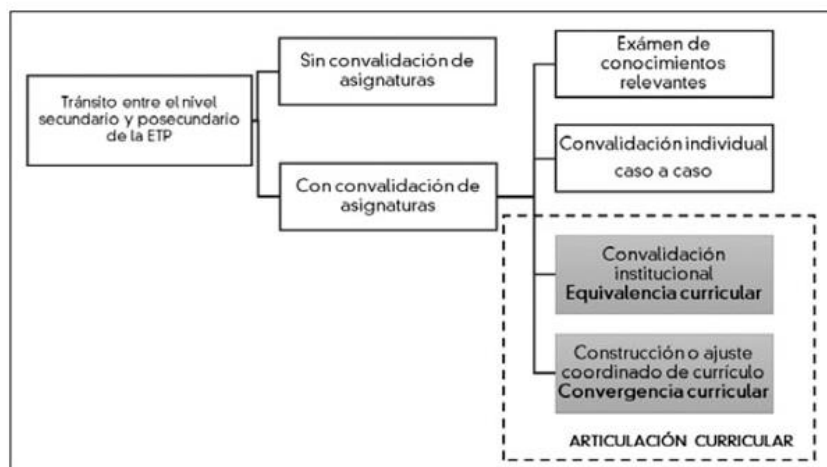 Tránsito entre el nivel
secundario y posecundario
de la ETP
Sin convalidación de
asignaturas
Con convalidación de
asignaturas
Exámen de
conocimientos
relevantes
Convalidación individual
caso a caso
Convalidación
institucional
Equivalencia curricular
Construcción o ajuste
coordinado de currículo
Convergencia curricular
ARTICULACIÓN CURRICULAR